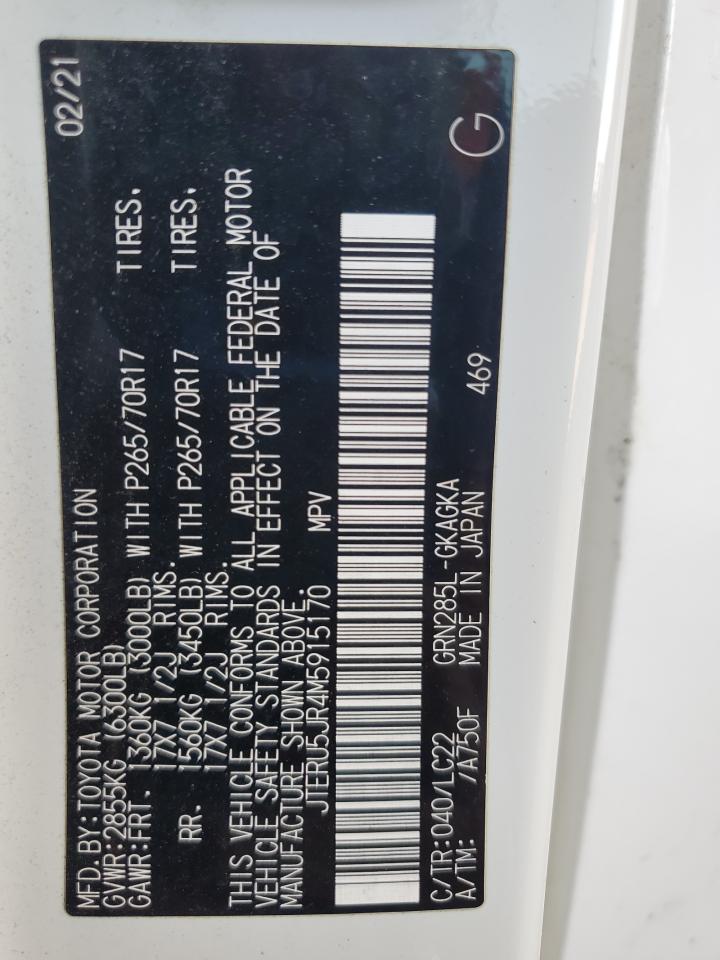 MFD.BY:TOYOTA MOTOR CORPORATION 02/21
GVWR:2855KG (6300LB)
GAWR:FRT. 1360KG (3000LB) WITH P265/70R17 TIRES.
17X7 1/2J RIMS.
RR. 1560KG (3450LB) WITH P265/70R17 TIRES.
17X7 1/2J RIMS.
THIS VEHICLE CONFORMS TO ALL APPLICABLE FEDERAL MOTOR
VEHICLE SAFETY STANDARDS IN EFFECT ON THE DATE OF
MANUFACTURE SHOWN ABOVE.
JTERU5JR4M5915170 MPV
C/TR:040/LC22 GRN285L-GKAGKA
A/TM: /A750F MADE IN JAPAN 469 G